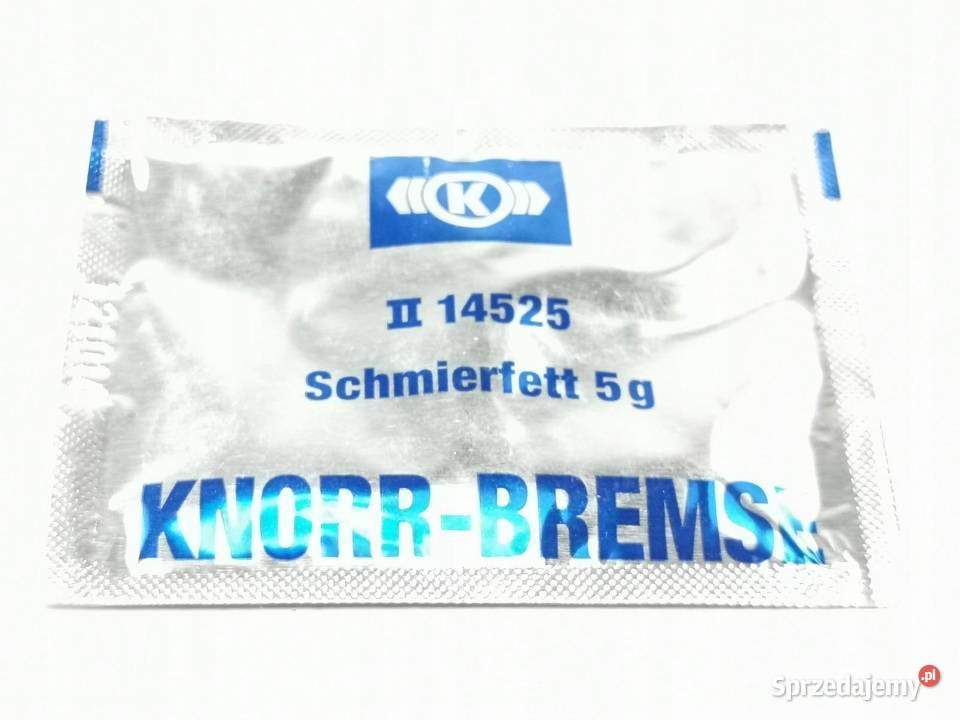 K
II 14525
Schmierfett 5g
KNORR-BREMSE
Sprzedajemy.pl